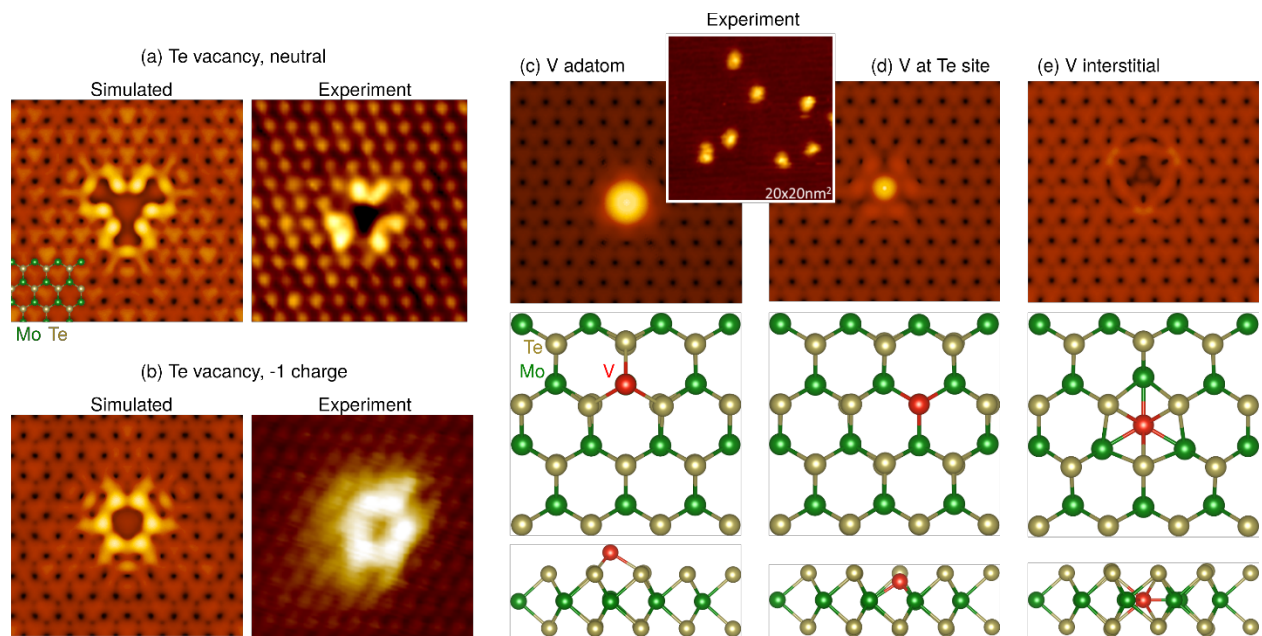 Experiment
(a) Te vacancy, neutral
Simulated Experiment
(c) V adatom
(d) V at Te site
(e) V interstitial
20x20nm²
Mo Te
Te
Mo
V
(b) Te vacancy, -1 charge
Simulated Experiment